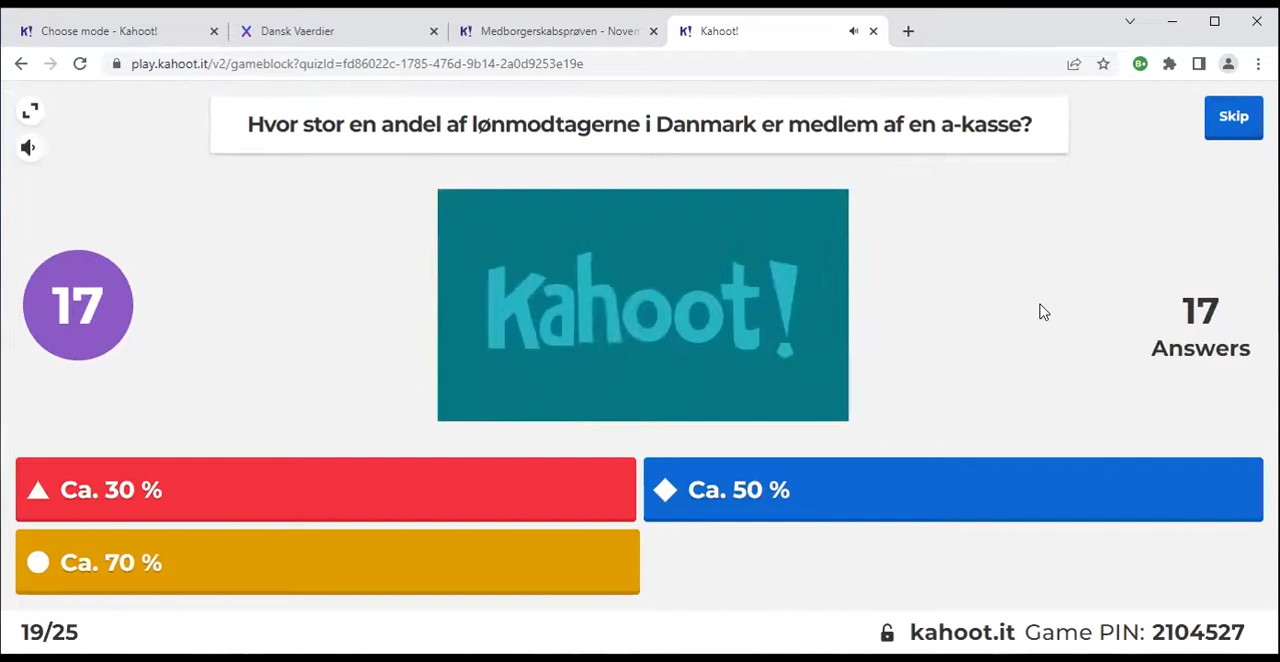 Choose mode - Kahoot!
Dansk Vaerdier
Medborgerskabsprøven - Novem
Kahoot!
play.kahoot.it/v2/gameblock?quizId=fd86022c-1785-476d-9b14-2a0d9253e19e
Hvor stor en andel af lønmodtagerne i Danmark er medlem af en a-kasse?
Skip
Kahoot!
17
17
Answers
Ca. 30 %
Ca. 50 %
Ca. 70 %
19/25
kahoot.it Game PIN: 2104527